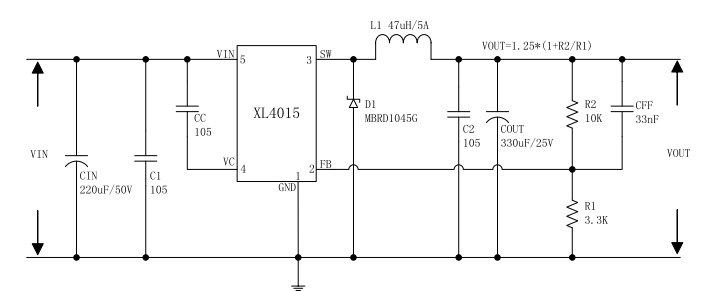 L1 47uH/5A
VOUT=1.25*(1+R2/R1)
VIN
5
3
SW
CC
105
XL4015
D1
MBRD1045G
C2
105
COUT
330uF/25V
R2
10K
CFF
33nF
VIN
VC
4
2
FB
1
GND
VOUT
CIN
220uF/50V
C1
105
R1
3.3K